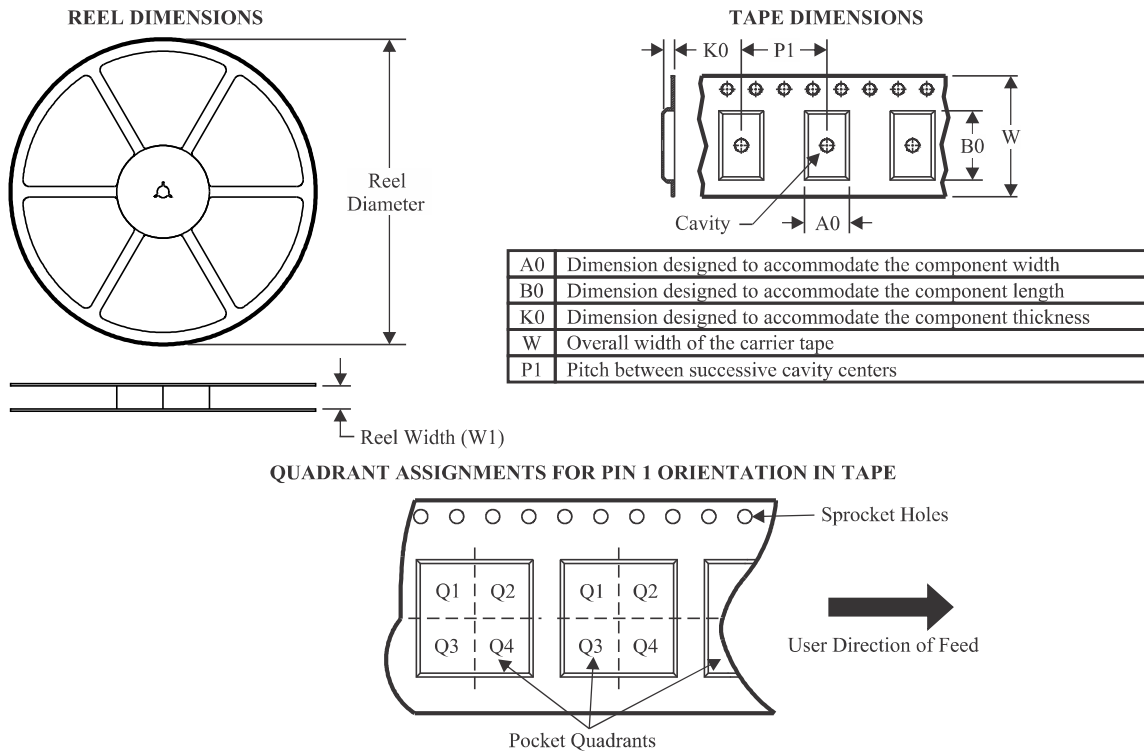 REEL DIMENSIONS
Reel
Diameter
Reel Width (W1)
TAPE DIMENSIONS
K0
P1
B0
W
Cavity
A0
A0 Dimension designed to accommodate the component width
B0 Dimension designed to accommodate the component length
K0 Dimension designed to accommodate the component thickness
W Overall width of the carrier tape
P1 Pitch between successive cavity centers
QUADRANT ASSIGNMENTS FOR PIN 1 ORIENTATION IN TAPE
Sprocket Holes
Q1 Q2 Q1 Q2
Q3 Q4 Q3 Q4
User Direction of Feed
Pocket Quadrants